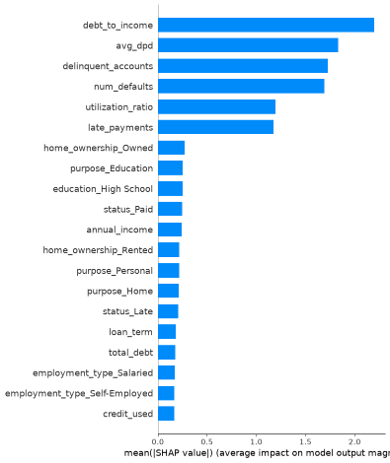 debt_to_income
avg_dpd
delinquent_accounts
num_defaults
utilization_ratio
late_payments
home_ownership_Owned
purpose_Education
education_High School
status_Paid
annual_income
home_ownership_Rented
purpose_Personal
purpose_Home
status_Late
loan_term
total_debt
employment_type_Salaried
employment_type_Self-Employed
credit_used
0.0 0.5 1.0 1.5 2.0
mean(|SHAP value|) (average impact on model output magn